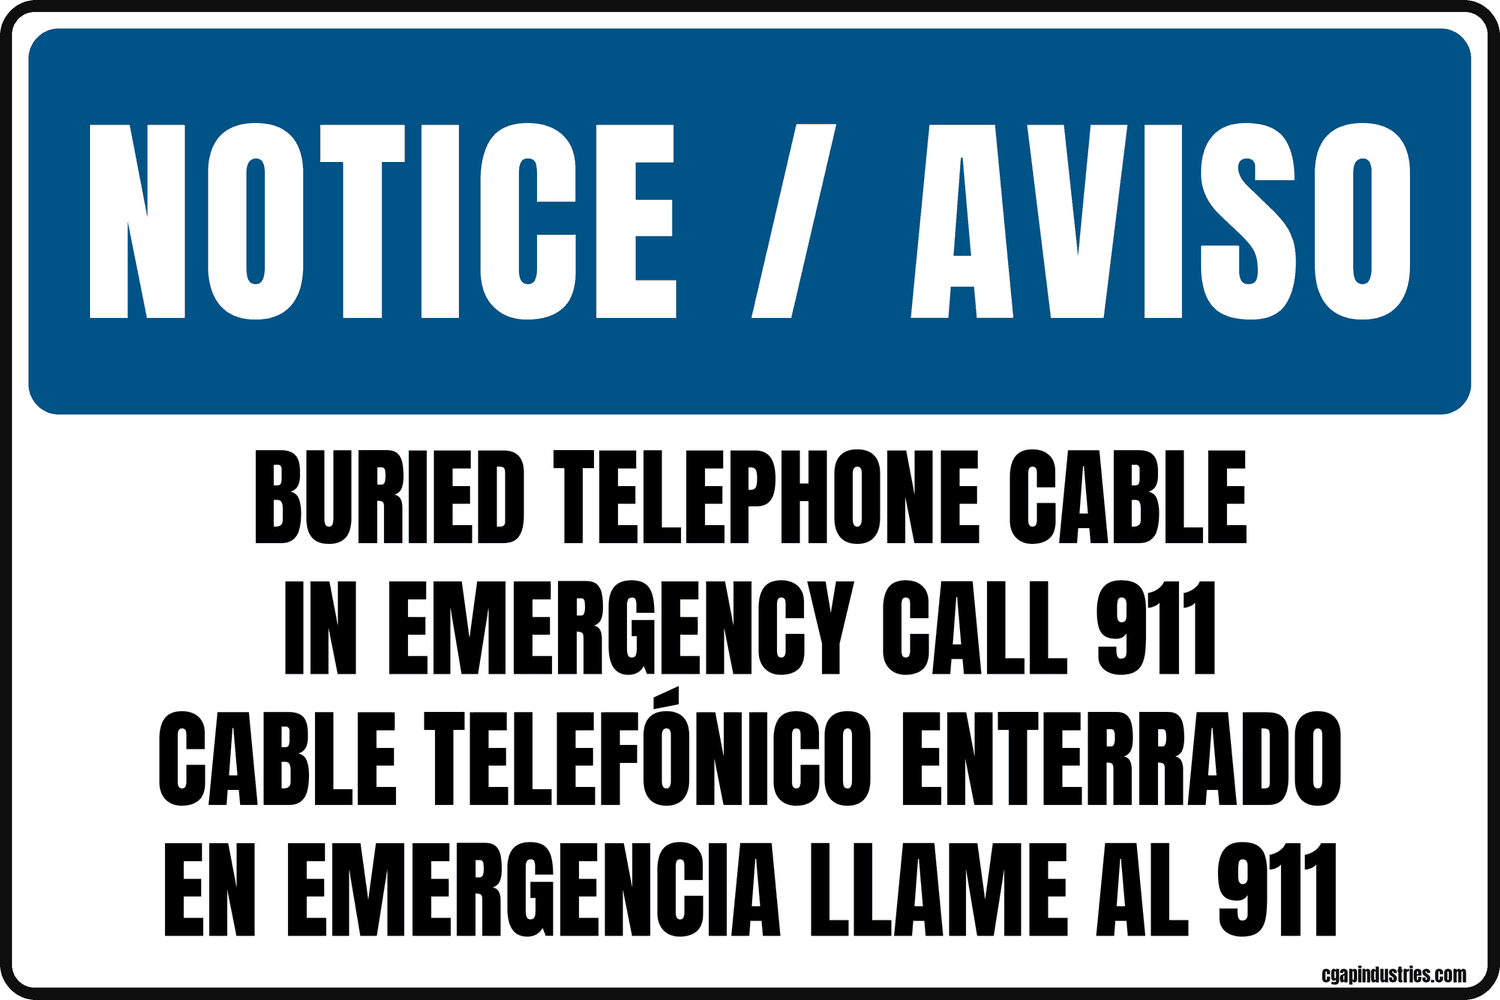 NOTICE / AVISO
BURIED TELEPHONE CABLE
IN EMERGENCY CALL 911
CABLE TELEFÓNICO ENTERRADO
EN EMERGENCIA LLAME AL 911
cgapindustries.com